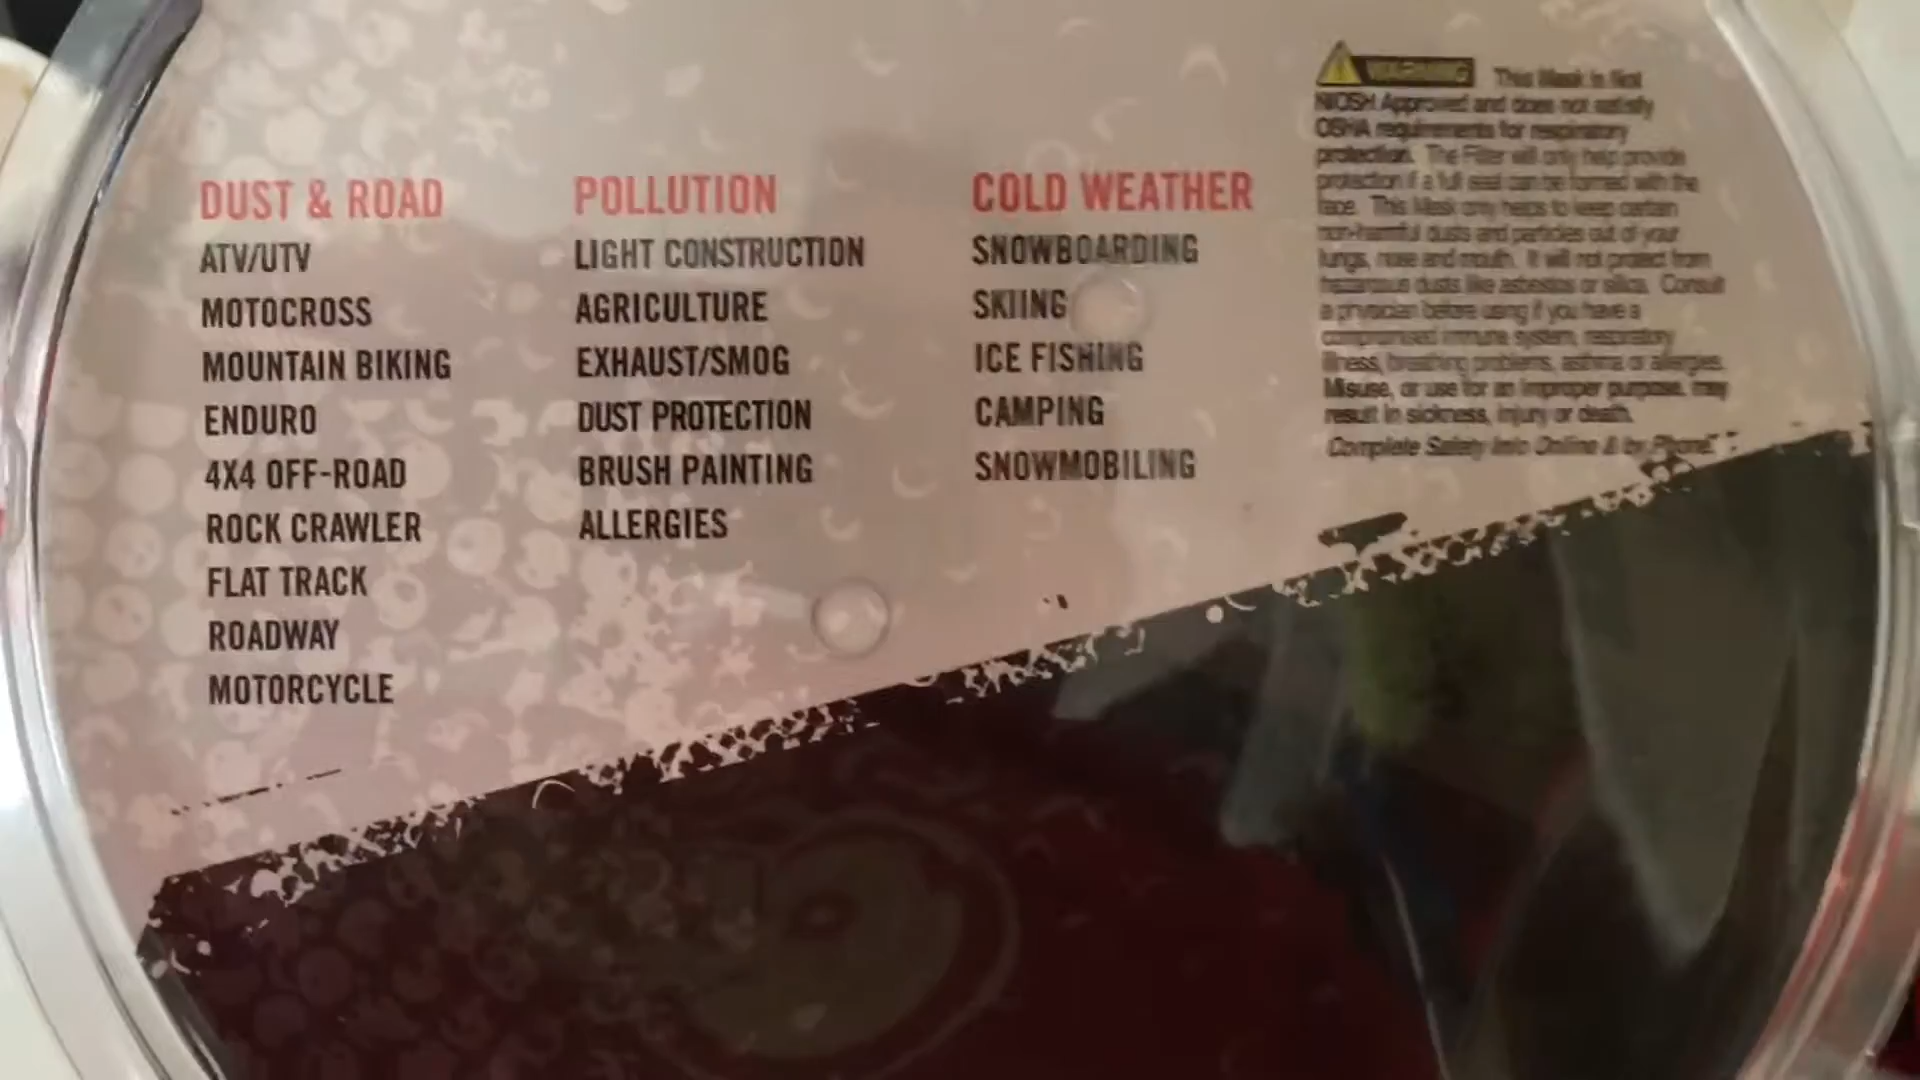 DUST & ROAD
ATV/UTV
MOTOCROSS
MOUNTAIN BIKING
ENDURO
4X4 OFF-ROAD
ROCK CRAWLER
FLAT TRACK
ROADWAY
MOTORCYCLE
POLLUTION
LIGHT CONSTRUCTION
AGRICULTURE
EXHAUST/SMOG
DUST PROTECTION
BRUSH PAINTING
ALLERGIES
COLD WEATHER
SNOWBOARDING
SKIING
ICE FISHING
CAMPING
SNOWMOBILING
WARNING This Mask is Not
NIOSH Approved and does not satisfy
OSHA requirements for respiratory
protection. The Filter will only help provide
protection if a full seal can be formed with the
face. This Mask only helps to keep certain
non-harmful dusts and particles out of your
lungs, nose and mouth. It will not protect from
hazardous dusts like asbestos or silica. Consult
a physician before using if you have a
compromised immune system, respiratory
illness, breathing problems, asthma or allergies.
Misuse, or use for an improper purpose, may
result in sickness, injury or death.
Complete Safety Info Online & by Phone.